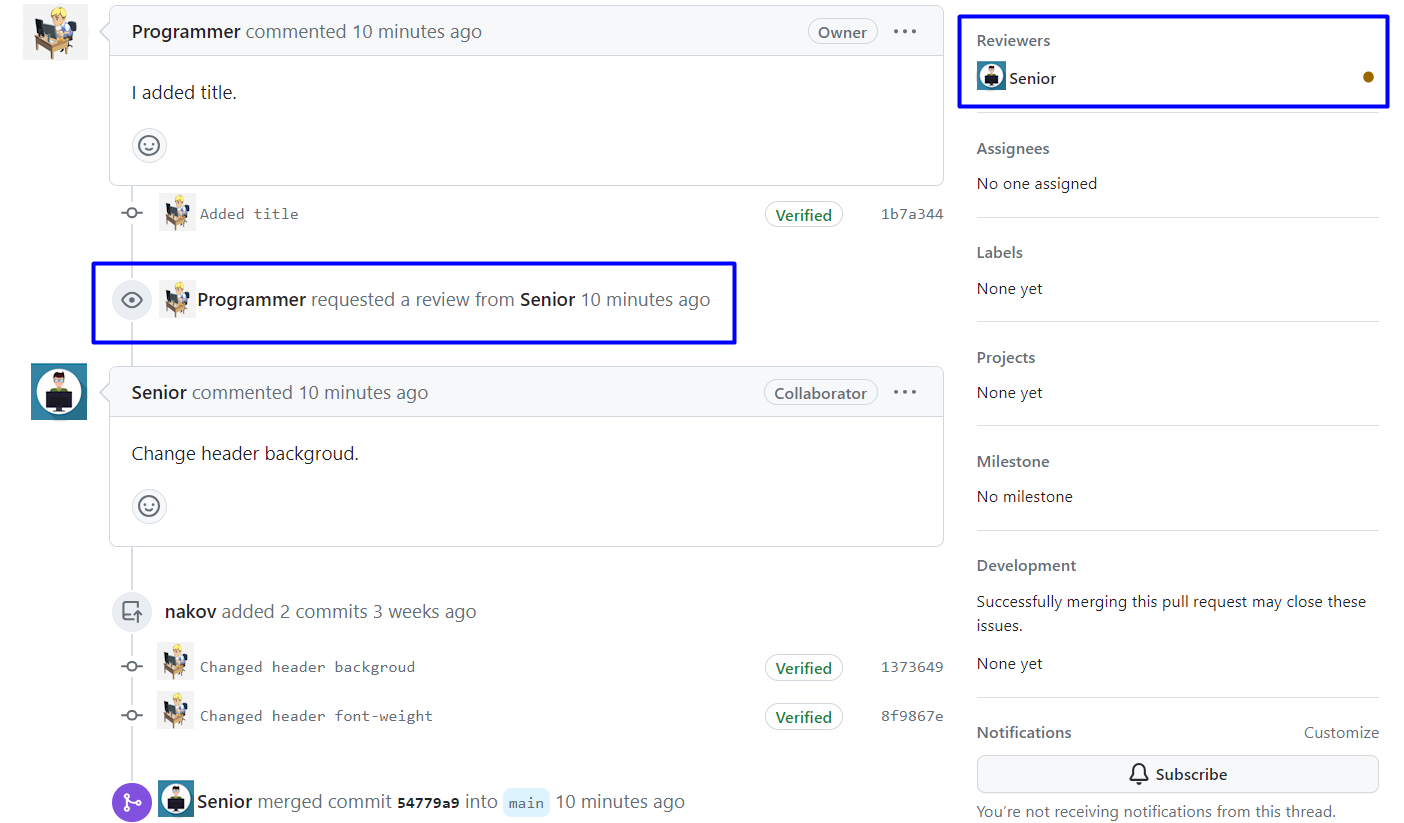 Programmer commented 10 minutes ago Owner
I added title.
Added title Verified 1b7a344
Programmer requested a review from Senior 10 minutes ago
Senior commented 10 minutes ago Collaborator
Change header backgroud.
nakov added 2 commits 3 weeks ago
Changed header backgroud Verified 1373649
Changed header font-weight Verified 8f9867e
Senior merged commit 54779a9 into main 10 minutes ago
Reviewers
Senior
Assignees
No one assigned
Labels
None yet
Projects
None yet
Milestone
No milestone
Development
Successfully merging this pull request may close these
issues.
None yet
Notifications Customize
Subscribe
You're not receiving notifications from this thread.